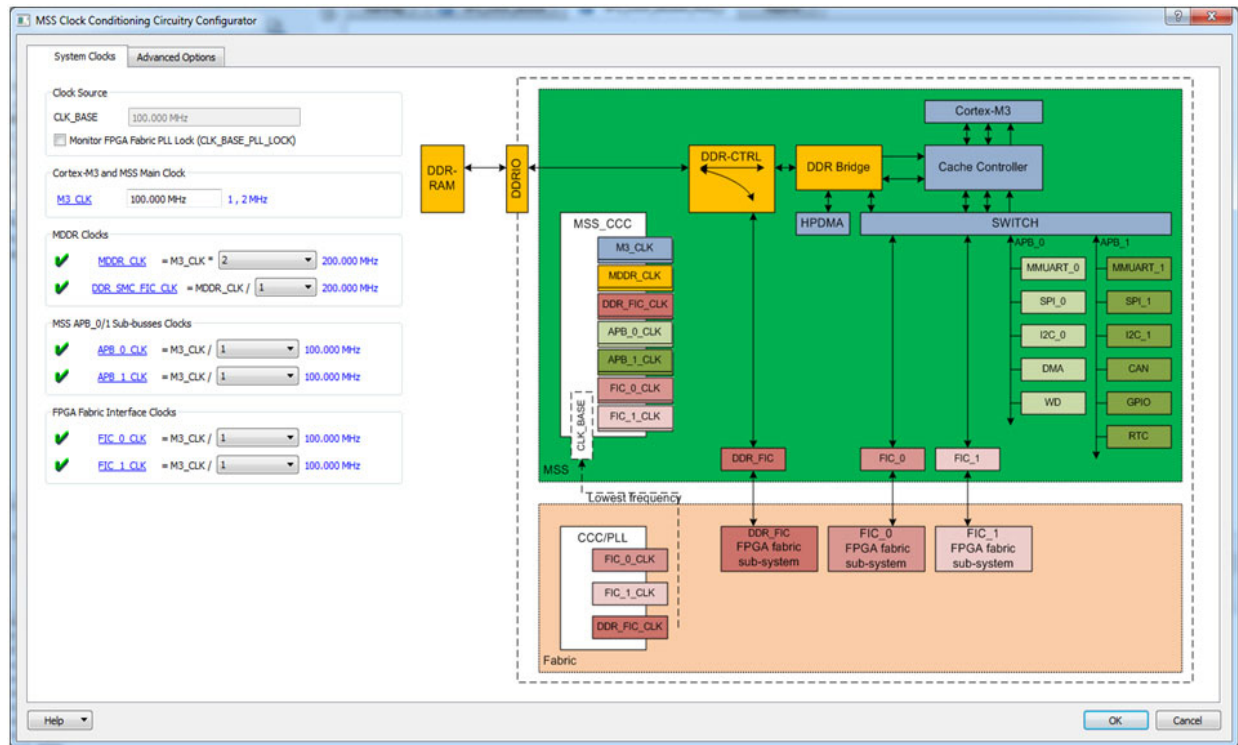 MSS Clock Conditioning Circuitry Configurator
System Clocks
Advanced Options
Clock Source
CLK_BASE 100.000 MHz
Monitor FPGA Fabric PLL Lock (CLK_BASE_PLL_LOCK)
Cortex-M3 and MSS Main Clock
M3_CLK 100.000 MHz 1 , 2 MHz
MDDR Clocks
MDDR_CLK = M3_CLK * 2 200.000 MHz
DDR_SMC_FIC_CLK = MDDR_CLK / 1 200.000 MHz
MSS APB_0/1 Sub-busses Clocks
APB_0_CLK = M3_CLK / 1 100.000 MHz
APB_1_CLK = M3_CLK / 1 100.000 MHz
FPGA Fabric Interface Clocks
FIC_0_CLK = M3_CLK / 1 100.000 MHz
FIC_1_CLK = M3_CLK / 1 100.000 MHz
DDR-
RAM
DDRIO
DDR-CTRL
DDR Bridge
Cortex-M3
Cache Controller
HPDMA
SWITCH
MSS_CCC
M3_CLK
MDDR_CLK
DDR_FIC_CLK
APB_0_CLK
APB_1_CLK
FIC_0_CLK
FIC_1_CLK
CLK_BASE
APB_0
MMUART_0
SPI_0
I2C_0
DMA
WD
APB_1
MMUART_1
SPI_1
I2C_1
CAN
GPIO
RTC
DDR_FIC
FIC_0
FIC_1
MSS
Lowest frequency
CCC/PLL
FIC_0_CLK
FIC_1_CLK
DDR_FIC_CLK
DDR_FIC
FPGA fabric
sub-system
FIC_0
FPGA fabric
sub-system
FIC_1
FPGA fabric
sub-system
Fabric
Help
OK
Cancel